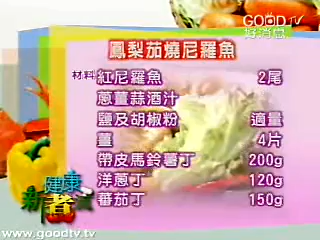 GOOD TV
好消息
鳳梨茄燒尼羅魚
材料 紅尼羅魚 2尾
蔥薑蒜酒汁
鹽及胡椒粉 適量
薑 4片
帶皮馬鈴薯丁 200g
洋蔥丁 120g
番茄丁 150g
健康
新煮
www.goodtv.tv